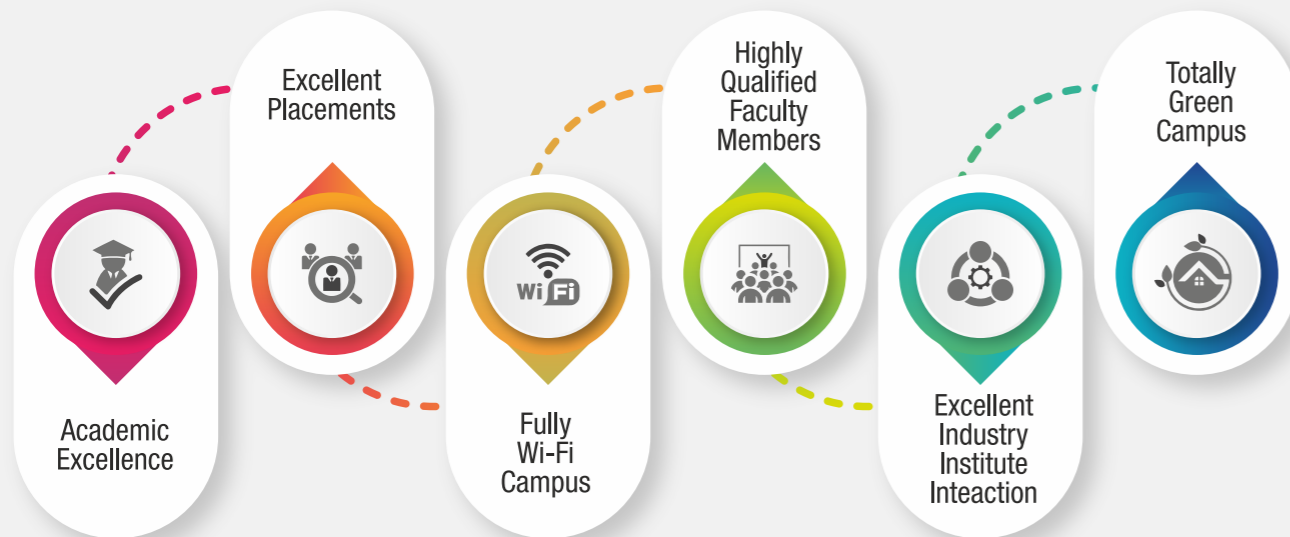 Academic
Excellence
Excellent
Placements
Wi Fi
Fully
Wi-Fi
Campus
Highly
Qualified
Faculty
Members
Excellent
Industry
Institute
Inteaction
Totally
Green
Campus